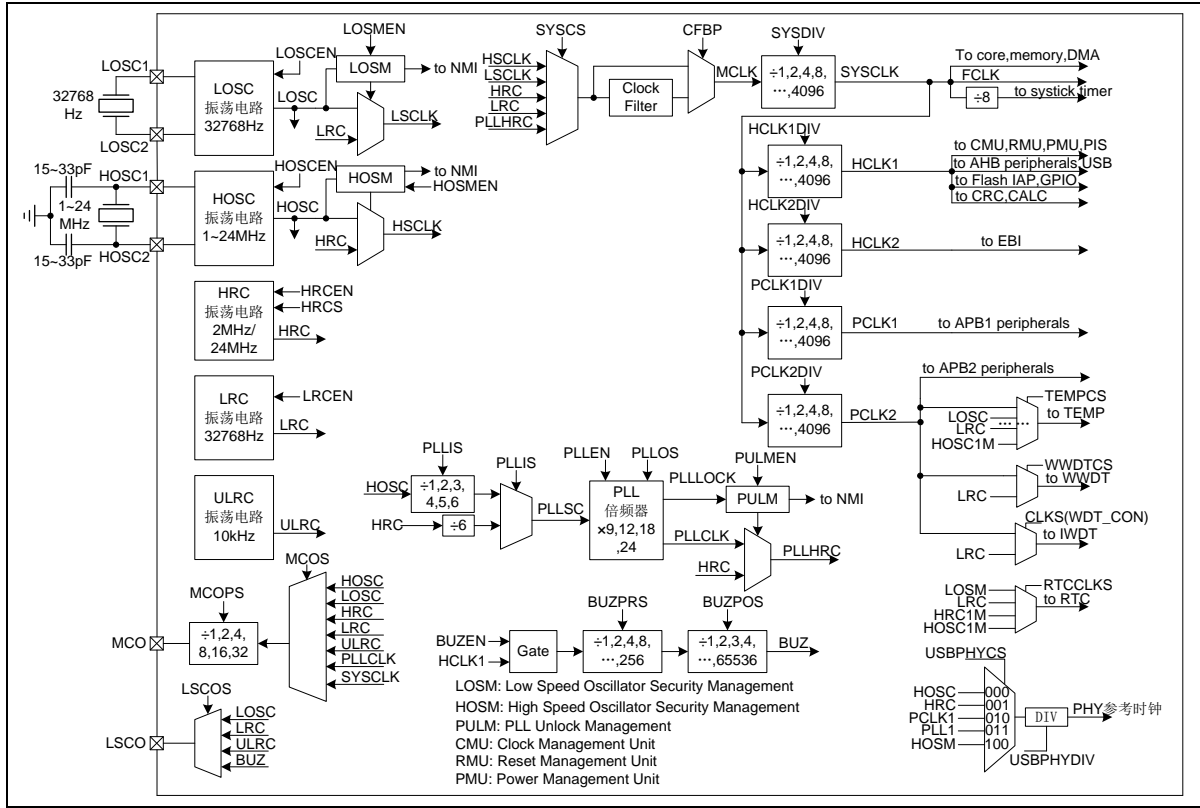 LOSC1
32768
Hz
LOSC2
LOSC
振荡电路
32768Hz
LOSCEN
LOSC
LOSMEN
LOSM
to NMI
LRC
LSCLK
15~33pF
HOSC1
1~24
MHz
HOSC2
15~33pF
HOSC
振荡电路
1~24MHz
HOSCEN
HOSC
HOSM
to NMI
HOSMEN
HRC
HSCLK
HRC
振荡电路
2MHz/
24MHz
HRCEN
HRCS
HRC
LRC
振荡电路
32768Hz
LRCEN
LRC
ULRC
振荡电路
10kHz
ULRC
SYSCS
HSCLK
LSCLK
HRC
LRC
PLLHRC
Clock
Filter
CFBP
MCLK
SYSDIV
÷1,2,4,8,
…,4096
SYSCLK
To core,memory,DMA
FCLK
÷8
to systick timer
HCLK1DIV
÷1,2,4,8,
…,4096
HCLK1
to CMU,RMU,PMU,PIS
to AHB peripherals,USB
to Flash IAP,GPIO
to CRC,CALC
HCLK2DIV
÷1,2,4,8,
…,4096
HCLK2
to EBI
PCLK1DIV
÷1,2,4,8,
…,4096
PCLK1
to APB1 peripherals
PCLK2DIV
÷1,2,4,8,
…,4096
PCLK2
to APB2 peripherals
TEMPCS
LOSC
……
LRC
HOSC1M
to TEMP
WWDTCS
LRC
to WWDT
CLKS(WDT_CON)
LRC
to IWDT
RTCCLKS
LOSM
LRC
HRC1M
HOSC1M
to RTC
PLLIS
HOSC
÷1,2,3,
4,5,6
HRC
÷6
PLLIS
PLLSC
PLLEN
PLLOS
PLL
倍频器
×9,12,18
,24
PLLLOCK
PLLCLK
PULMEN
PULM
to NMI
HRC
PLLHRC
MCOS
HOSC
LOSC
HRC
LRC
ULRC
PLLCLK
SYSCLK
MCOPS
÷1,2,4,
8,16,32
MCO
LSCOS
LOSC
LRC
ULRC
BUZ
LSCO
BUZEN
HCLK1
Gate
BUZPRS
÷1,2,4,8,
…,256
BUZPOS
÷1,2,3,4,
…,65536
BUZ
LOSM: Low Speed Oscillator Security Management
HOSM: High Speed Oscillator Security Management
PULM: PLL Unlock Management
CMU: Clock Management Unit
RMU: Reset Management Unit
PMU: Power Management Unit
USBPHYCS
HOSC 000
HRC 001
PCLK1 010
PLL1 011
HOSM 100
DIV
USBPHYDIV
PHY参考时钟